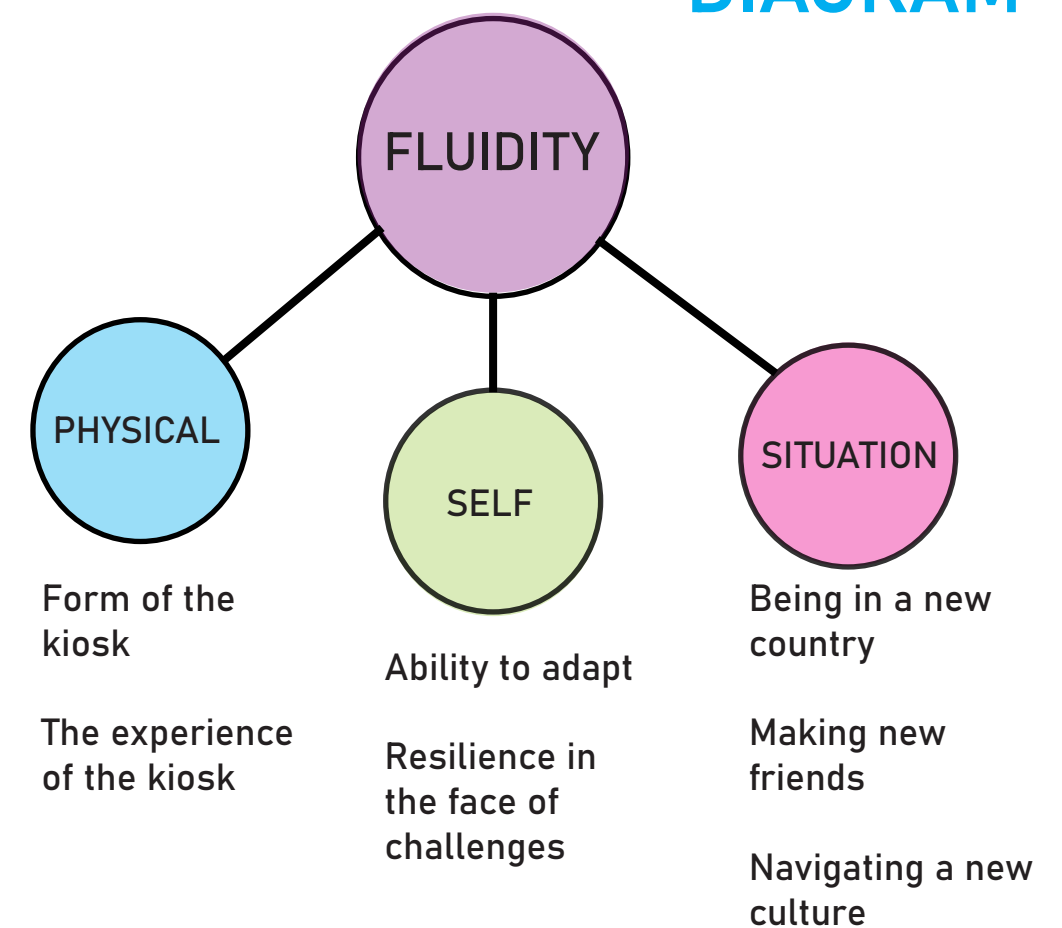 DIAGRAM
FLUIDITY
PHYSICAL
SELF
SITUATION
Form of the
kiosk
The experience
of the kiosk
Ability to adapt
Resilience in
the face of
challenges
Being in a new
country
Making new
friends
Navigating a new
culture